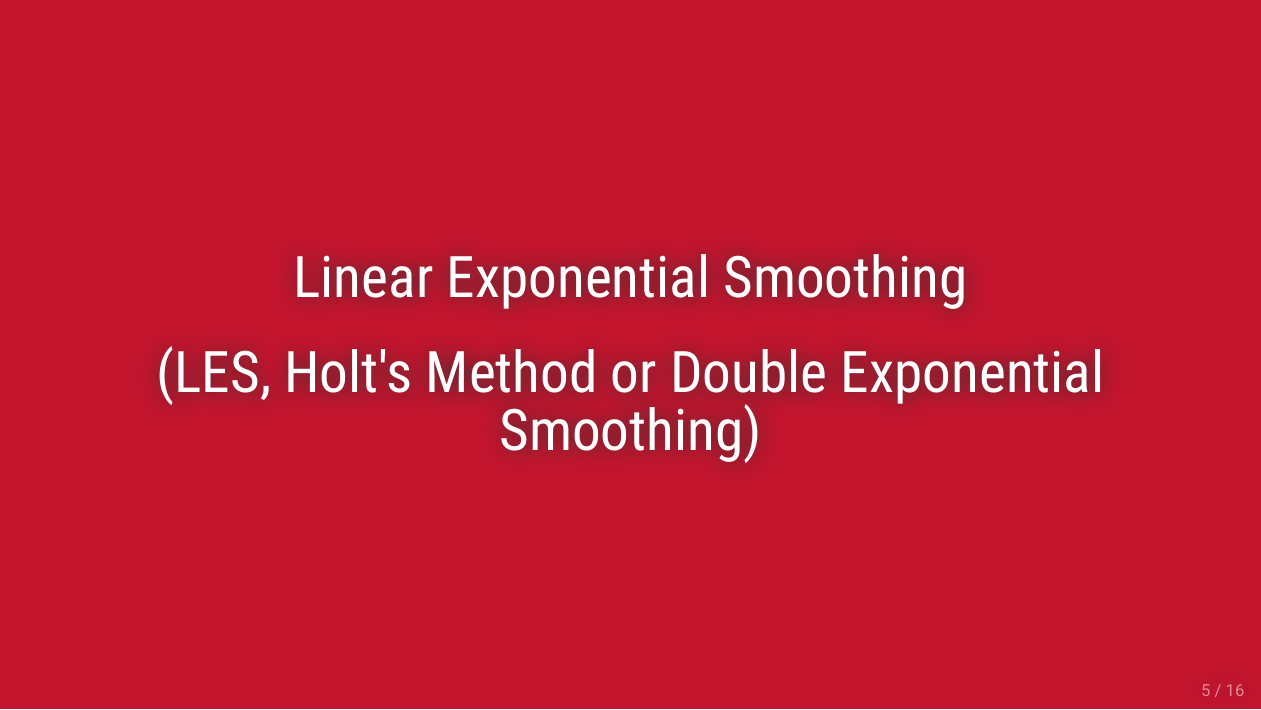 Linear Exponential Smoothing
(LES, Holt's Method or Double Exponential
Smoothing)
5 / 16